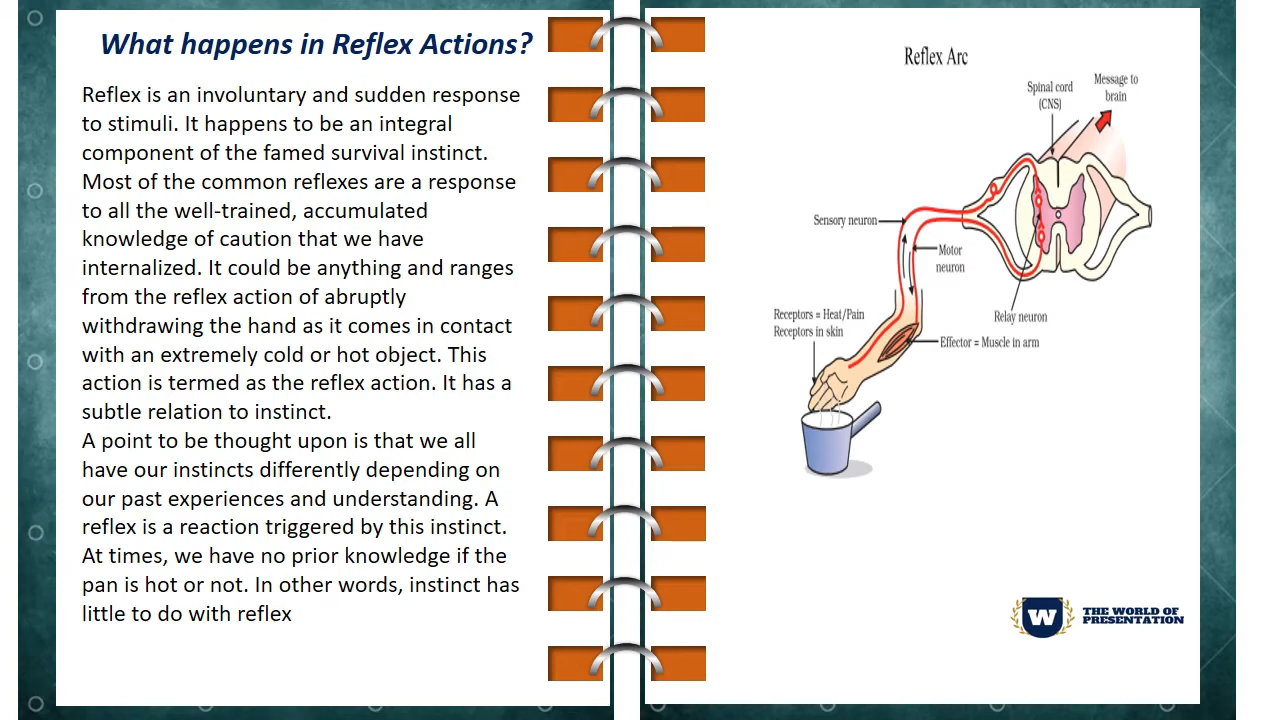 What happens in Reflex Actions?
Reflex is an involuntary and sudden response
to stimuli. It happens to be an integral
component of the famed survival instinct.
Most of the common reflexes are a response
to all the well-trained, accumulated
knowledge of caution that we have
internalized. It could be anything and ranges
from the reflex action of abruptly
withdrawing the hand as it comes in contact
with an extremely cold or hot object. This
action is termed as the reflex action. It has a
subtle relation to instinct.
A point to be thought upon is that we all
have our instincts differently depending on
our past experiences and understanding. A
reflex is a reaction triggered by this instinct.
At times, we have no prior knowledge if the
pan is hot or not. In other words, instinct has
little to do with reflex
Reflex Arc
Spinal cord
(CNS)
Message to
brain
Sensory neuron
Motor
neuron
Relay neuron
Receptors = Heat/Pain
Receptors in skin
Effector = Muscle in arm
W
THE WORLD OF
PRESENTATION